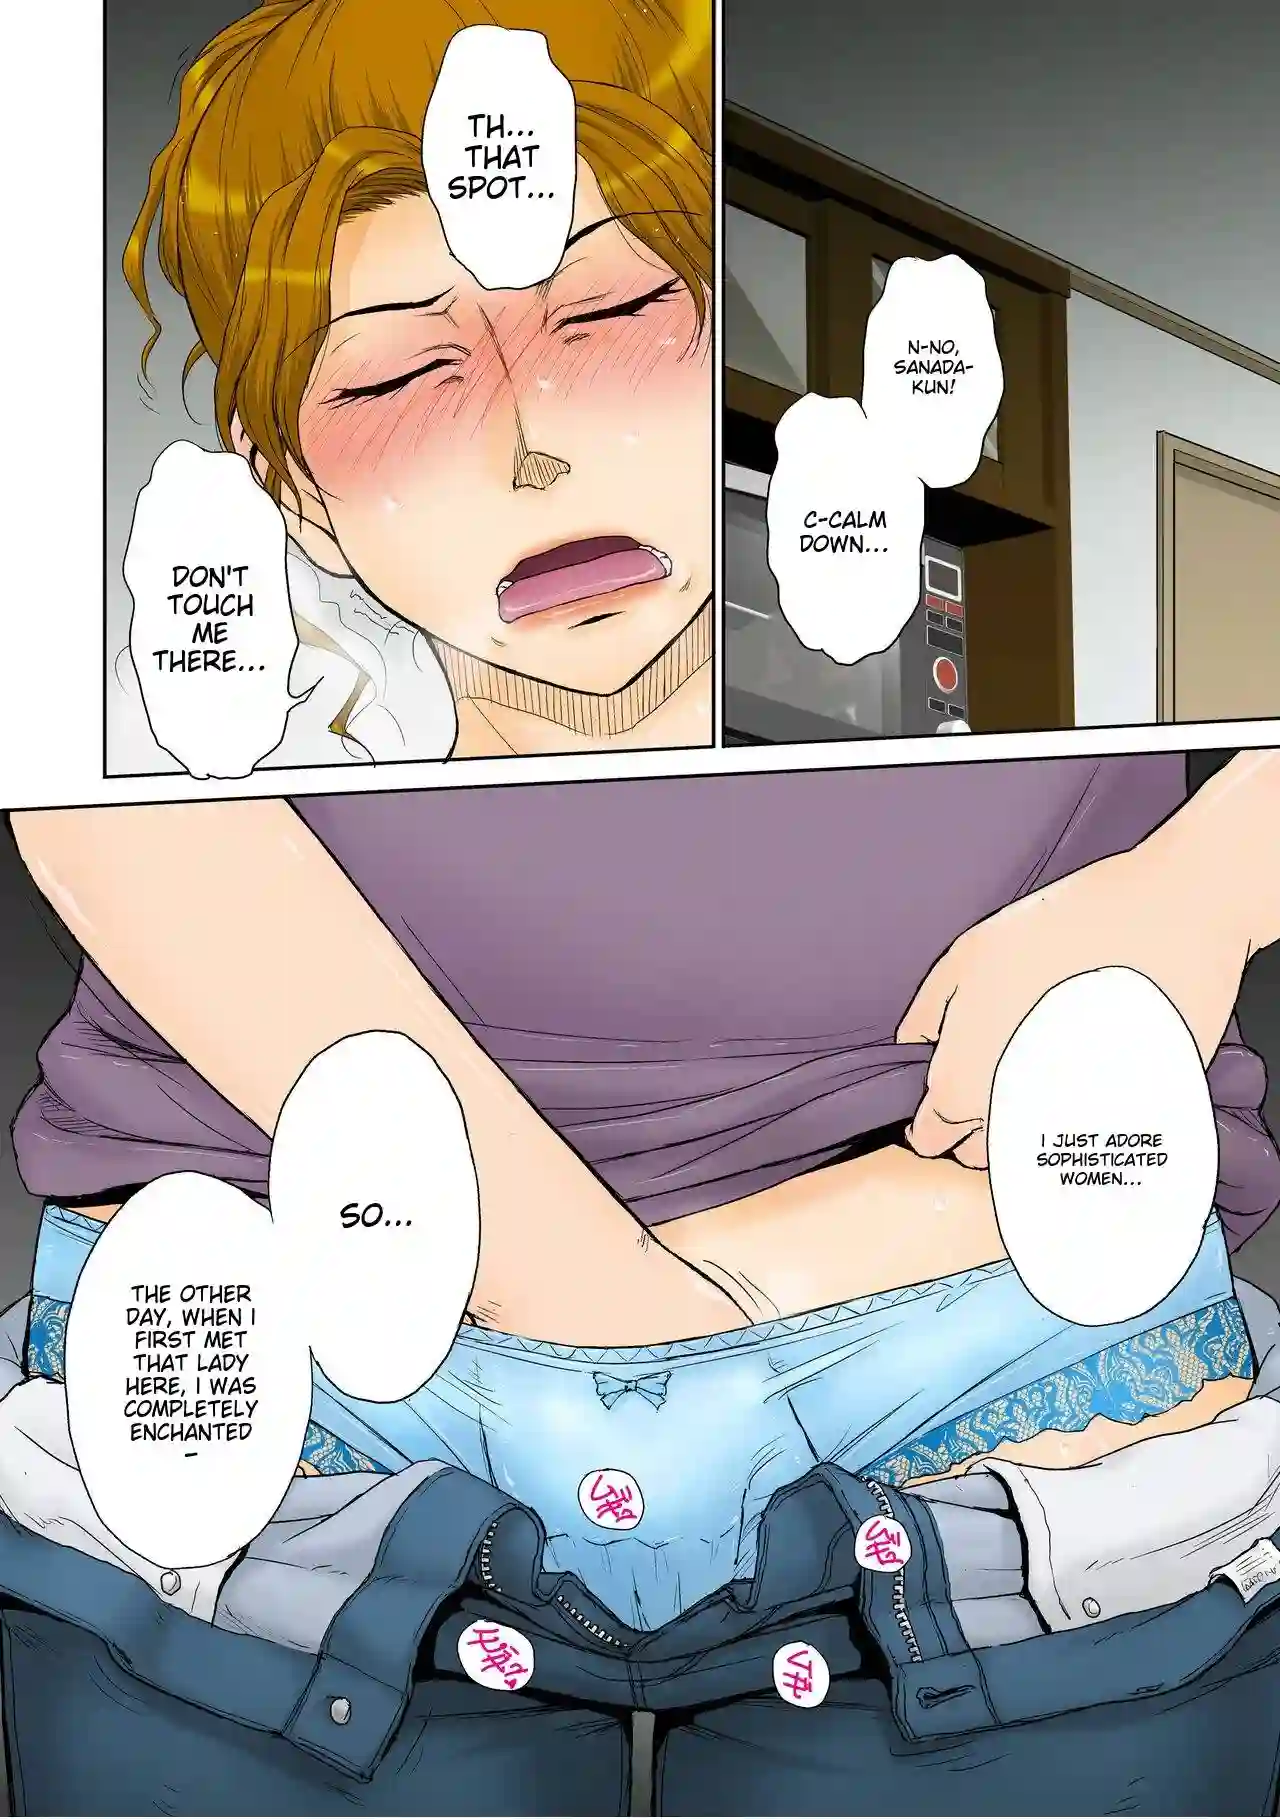 N-NO,
SANADA-
KUN!
C-CALM
DOWN...
TH...
THAT
SPOT...
DON'T
TOUCH
ME
THERE...
I JUST ADORE
SOPHISTICATED
WOMEN...
SO...
THE OTHER
DAY, WHEN I
FIRST MET
THAT LADY
HERE, I WAS
COMPLETELY
ENCHANTED
-